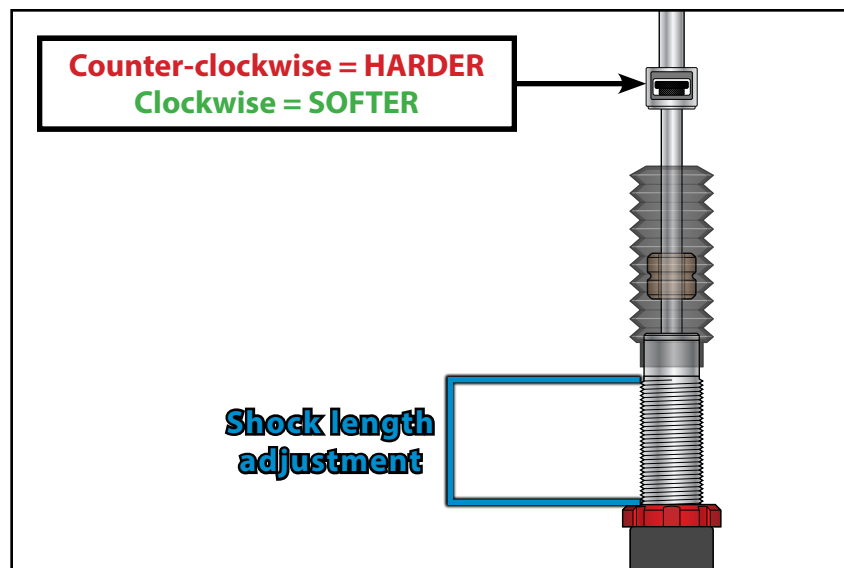 Counter-clockwise = HARDER
Clockwise = SOFTER
Shock length
adjustment